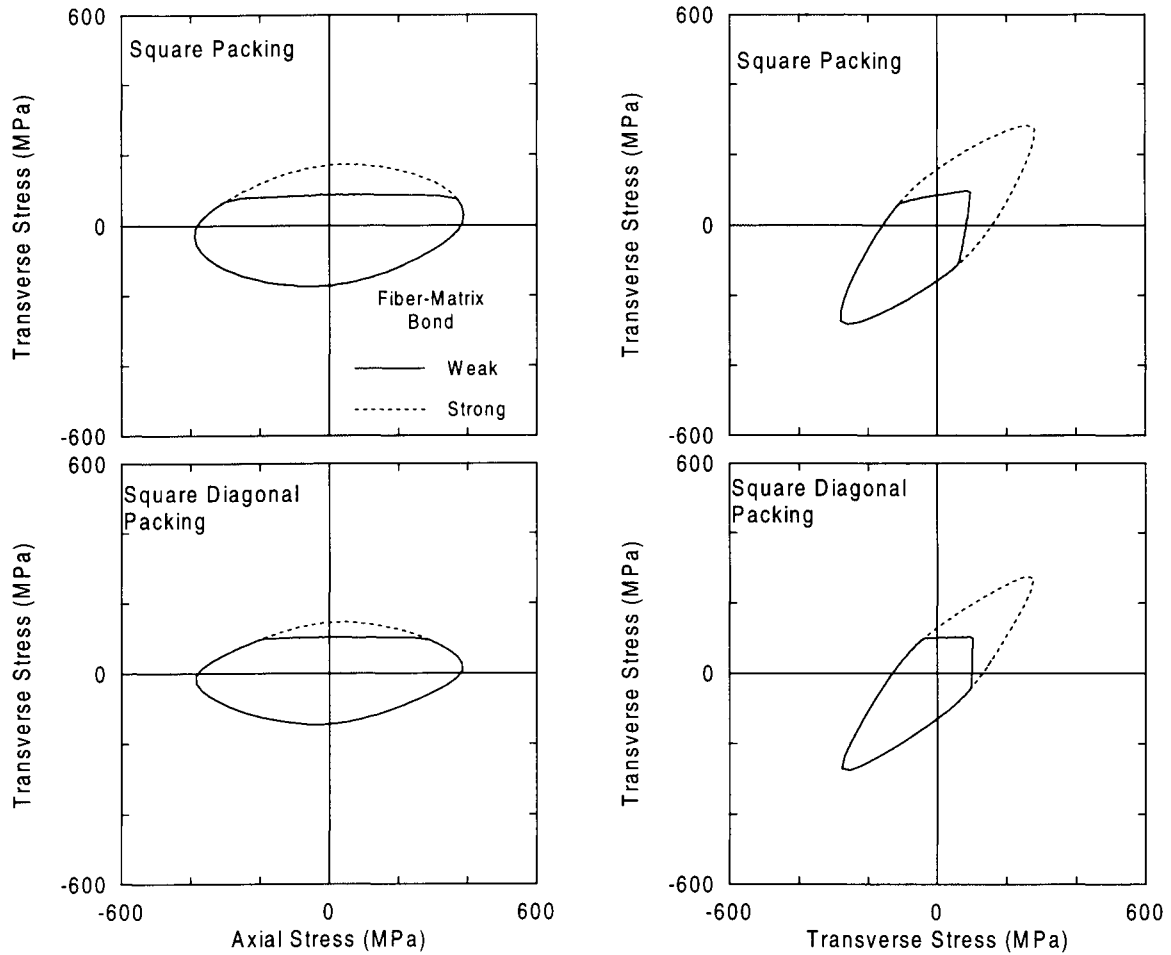 600
Square Packing
0
-600
Transverse Stress (MPa)
Fiber-Matrix
Bond
Weak
Strong
600
Square Packing
0
-600
Transverse Stress (MPa)
600
Square Diagonal
Packing
0
-600
Transverse Stress (MPa)
-600
0
600
Axial Stress (MPa)
600
Square Diagonal
Packing
0
-600
Transverse Stress (MPa)
-600
0
600
Transverse Stress (MPa)